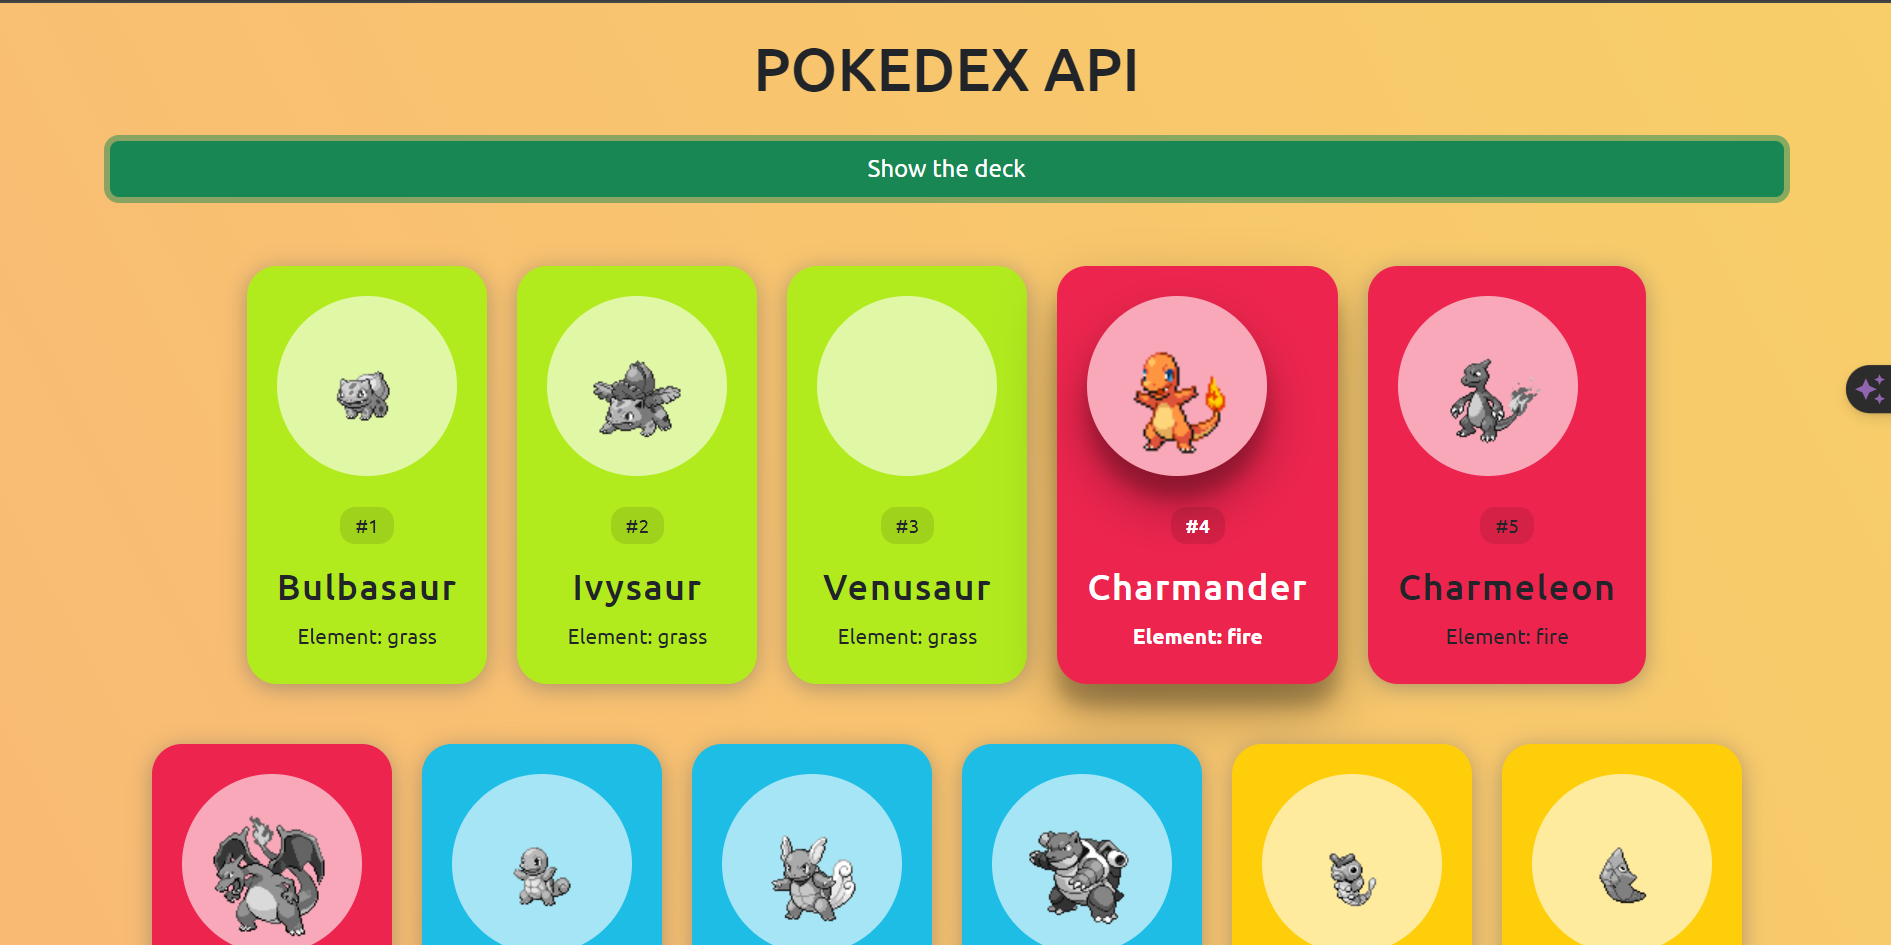 POKEDEX API
Show the deck
#1
Bulbasaur
Element: grass
#2
Ivysaur
Element: grass
#3
Venusaur
Element: grass
#4
Charmander
Element: fire
#5
Charmeleon
Element: fire